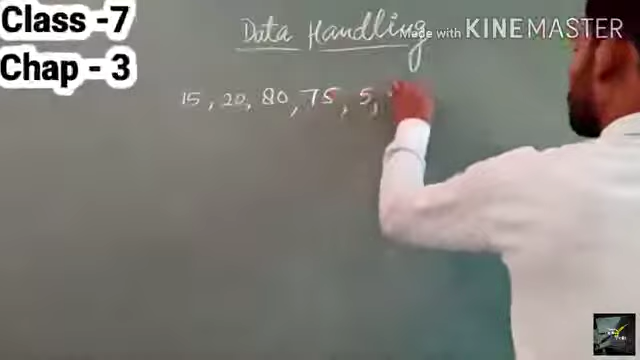 Class -7
Chap - 3
Data Handling
Made with KINEMASTER
15, 20, 80, 75, 5,